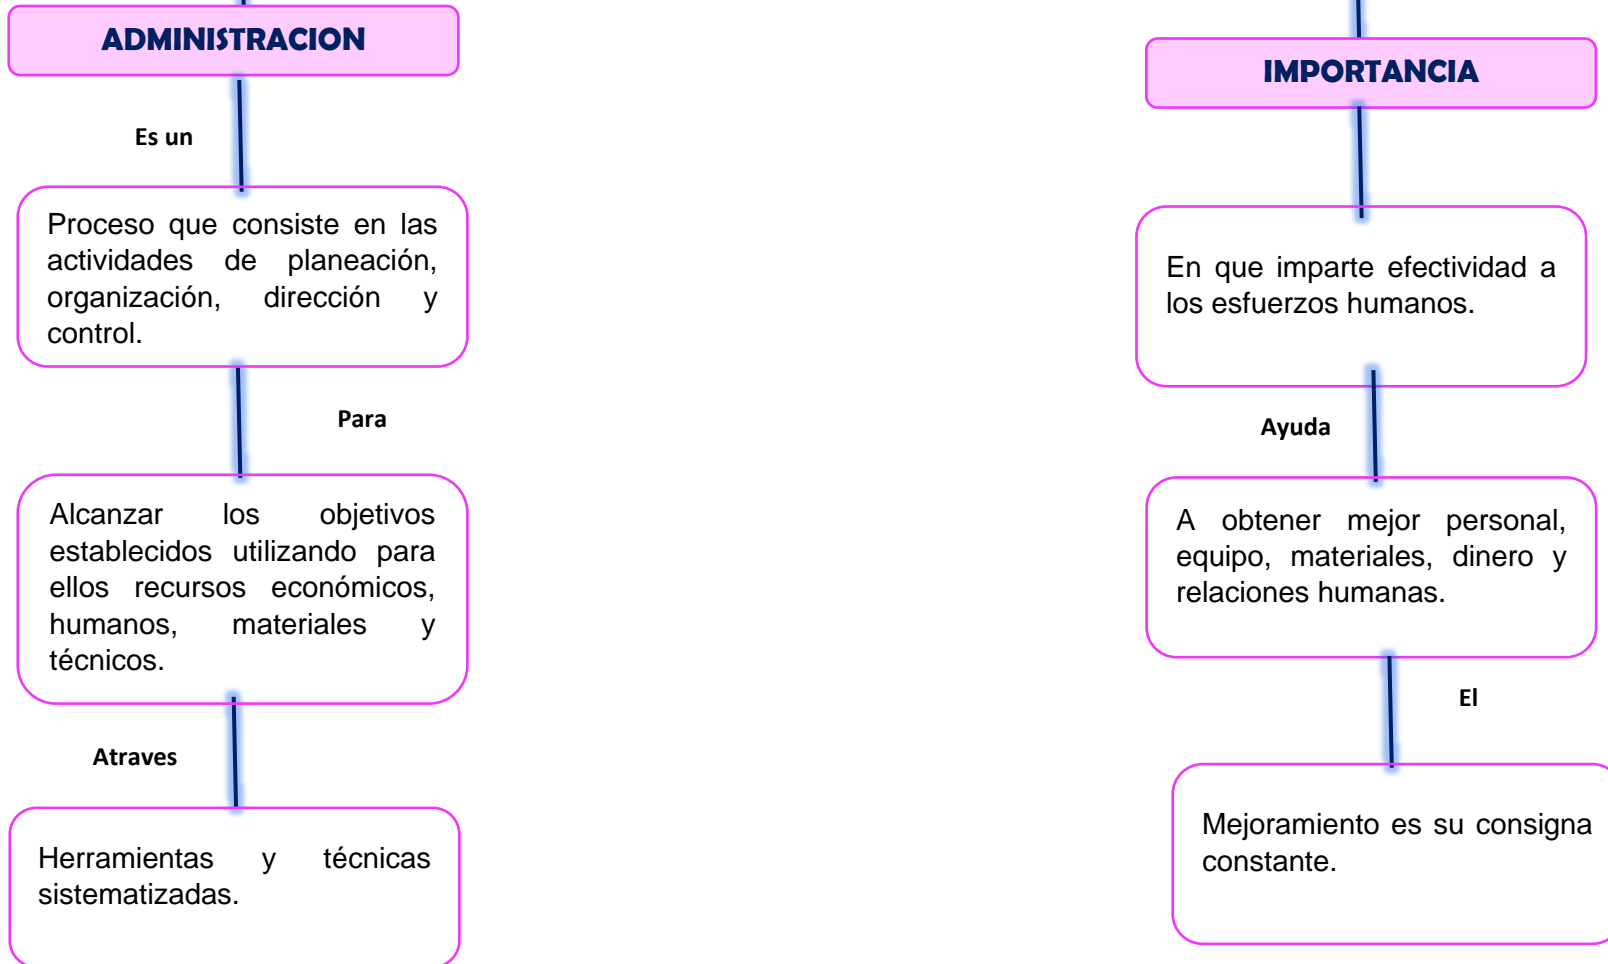 ADMINISTRACION
Es un
Proceso que consiste en las
actividades de planeación,
organización, dirección y
control.
Para
Alcanzar los objetivos
establecidos utilizando para
ellos recursos económicos,
humanos, materiales y
técnicos.
Atraves
Herramientas y técnicas
sistematizadas.
IMPORTANCIA
En que imparte efectividad a
los esfuerzos humanos.
Ayuda
A obtener mejor personal,
equipo, materiales, dinero y
relaciones humanas.
El
Mejoramiento es su consigna
constante.